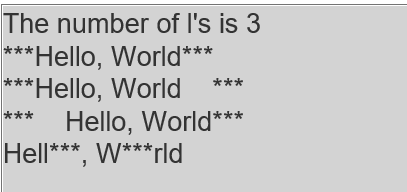 The number of l's is 3
***Hello, World***
***Hello, World    ***
***    Hello, World***
Hell***, W***rld